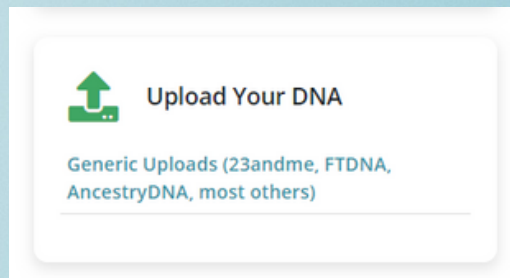 Upload Your DNA
Generic Uploads (23andme, FTDNA,
AncestryDNA, most others)